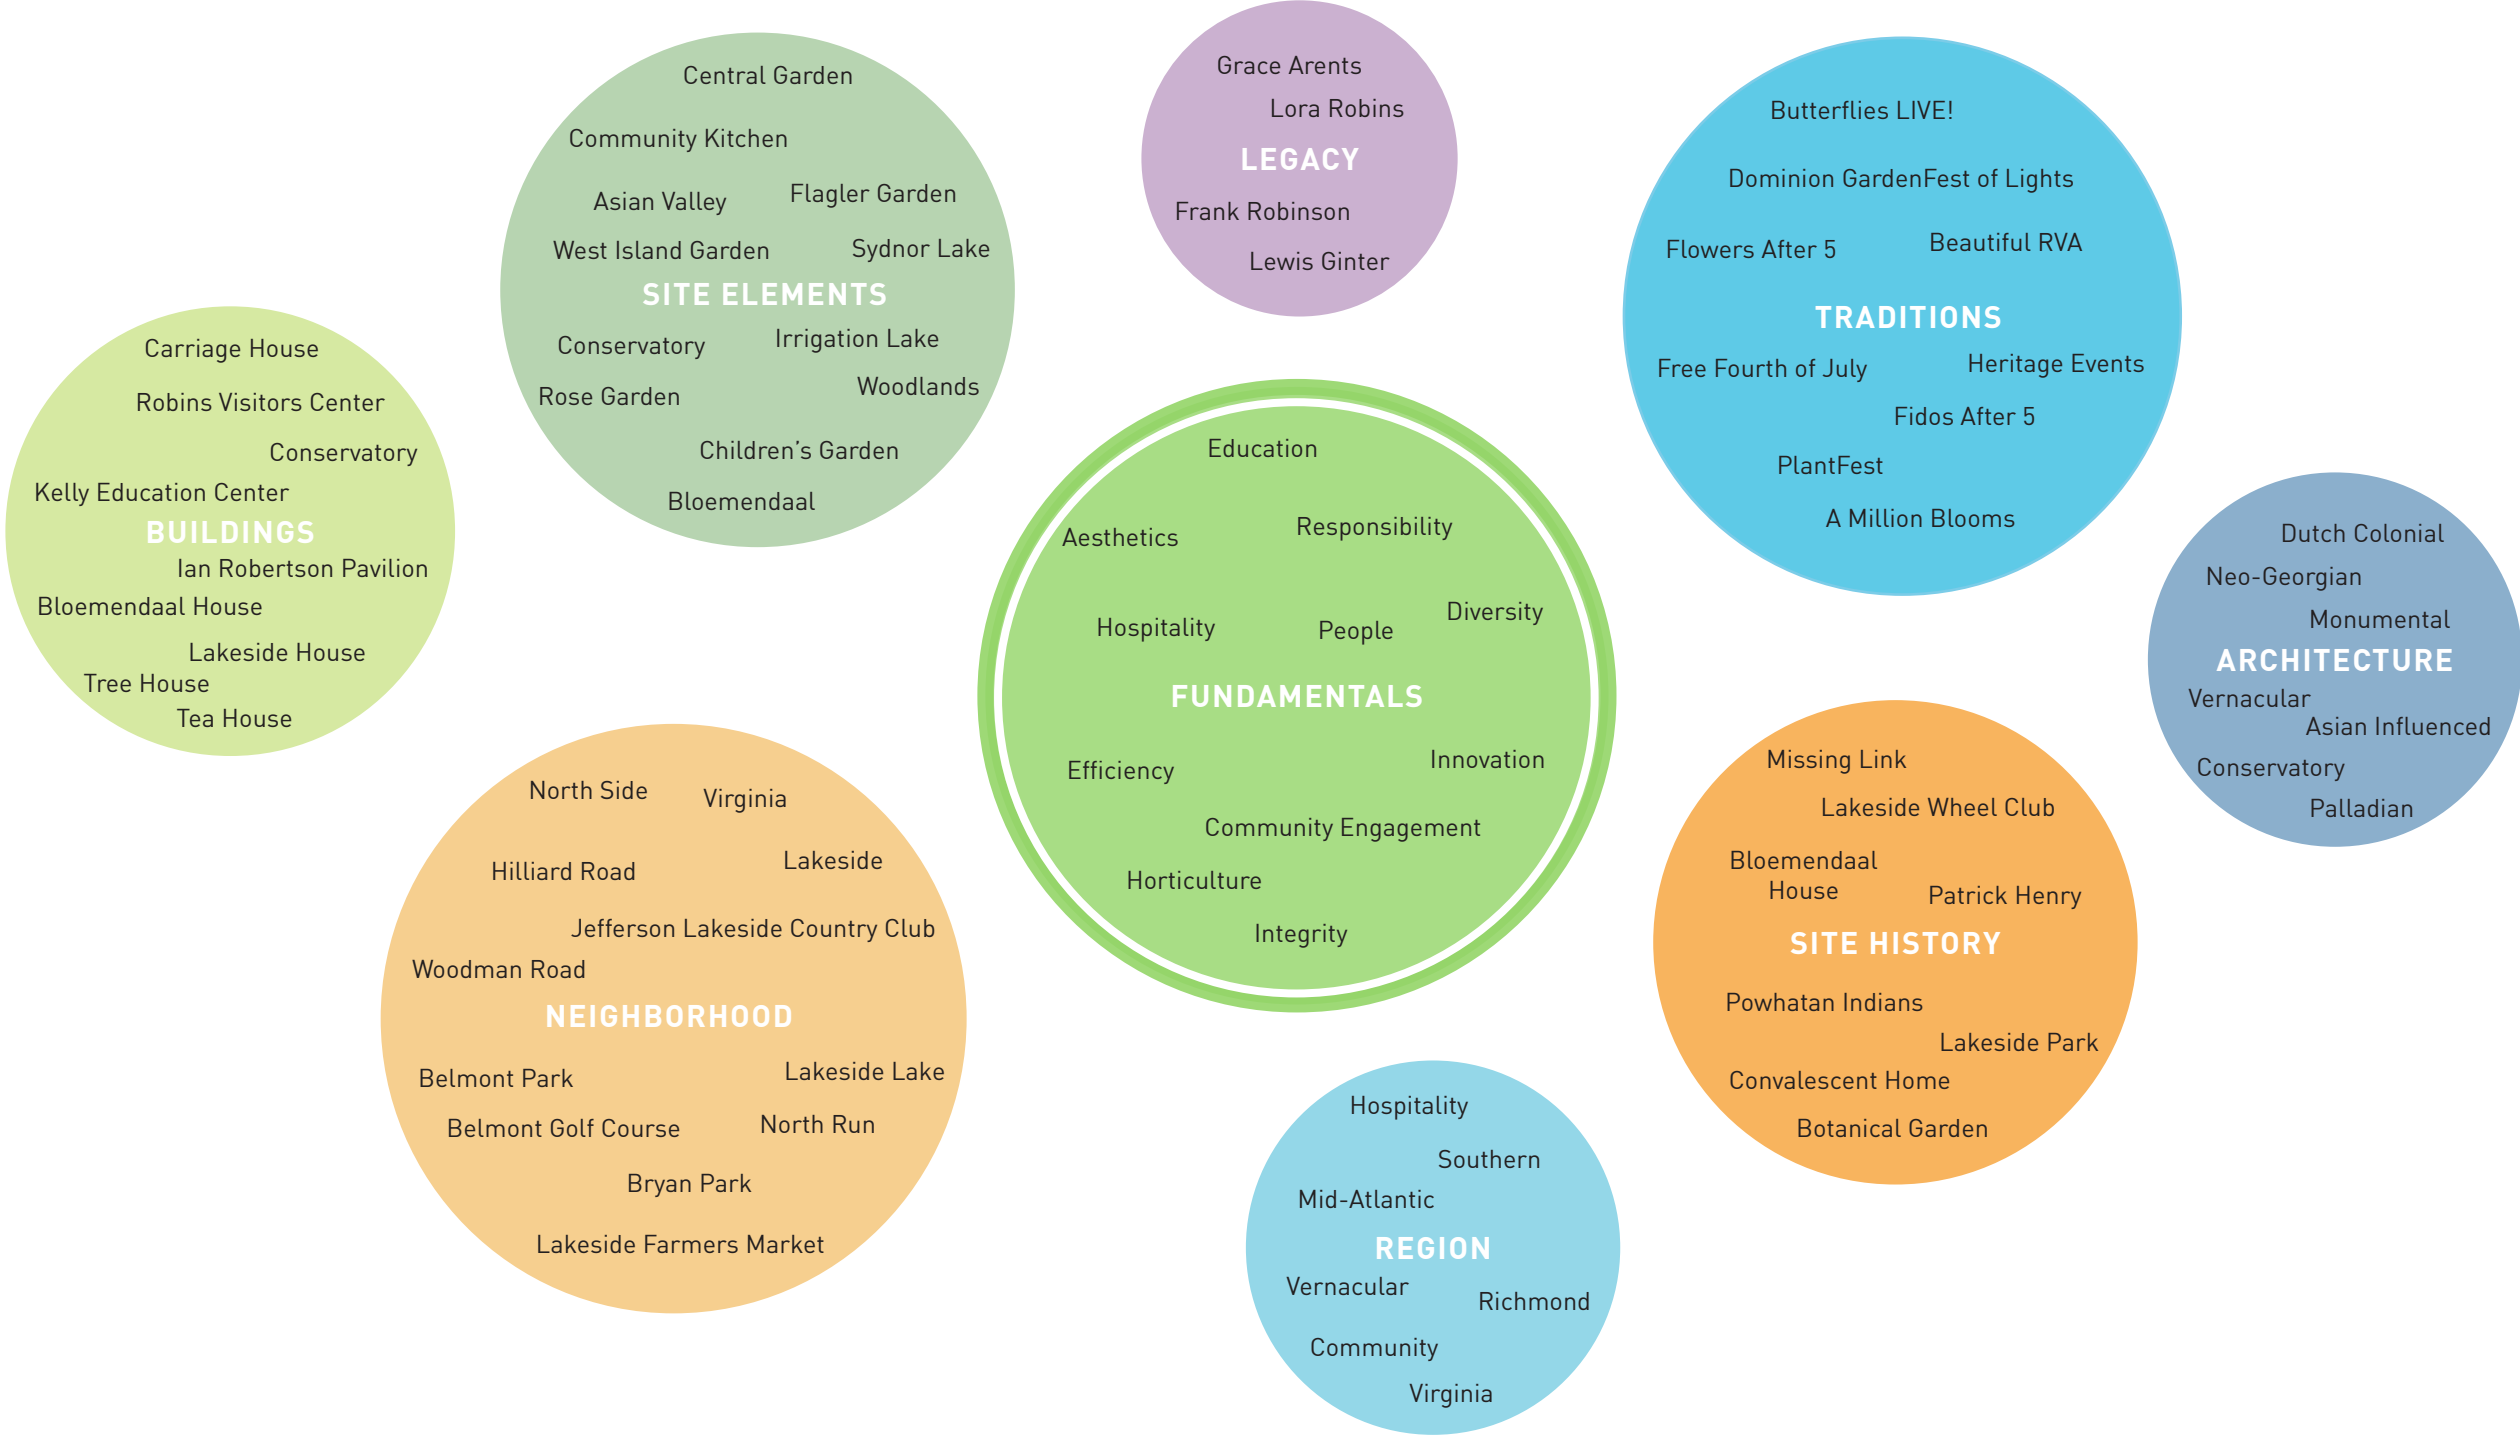 Carriage House
Robins Visitors Center
Conservatory
Kelly Education Center
BUILDINGS
Ian Robertson Pavilion
Bloemendaal House
Lakeside House
Tree House
Tea House
Central Garden
Community Kitchen
Asian Valley
Flagler Garden
West Island Garden
Sydnor Lake
SITE ELEMENTS
Conservatory
Irrigation Lake
Rose Garden
Woodlands
Children’s Garden
Bloemendaal
Grace Arents
Lora Robins
LEGACY
Frank Robinson
Lewis Ginter
Butterflies LIVE!
Dominion GardenFest of Lights
Flowers After 5
Beautiful RVA
TRADITIONS
Free Fourth of July
Heritage Events
Fidos After 5
PlantFest
A Million Blooms
Education
Aesthetics
Responsibility
Hospitality
People
Diversity
FUNDAMENTALS
Efficiency
Innovation
Community Engagement
Horticulture
Integrity
Dutch Colonial
Neo-Georgian
Monumental
ARCHITECTURE
Vernacular
Asian Influenced
Conservatory
Palladian
North Side
Virginia
Hilliard Road
Lakeside
Jefferson Lakeside Country Club
Woodman Road
NEIGHBORHOOD
Belmont Park
Lakeside Lake
Belmont Golf Course
North Run
Bryan Park
Lakeside Farmers Market
Missing Link
Lakeside Wheel Club
Bloemendaal
House
Patrick Henry
SITE HISTORY
Powhatan Indians
Lakeside Park
Convalescent Home
Botanical Garden
Hospitality
Southern
Mid-Atlantic
REGION
Vernacular
Richmond
Community
Virginia